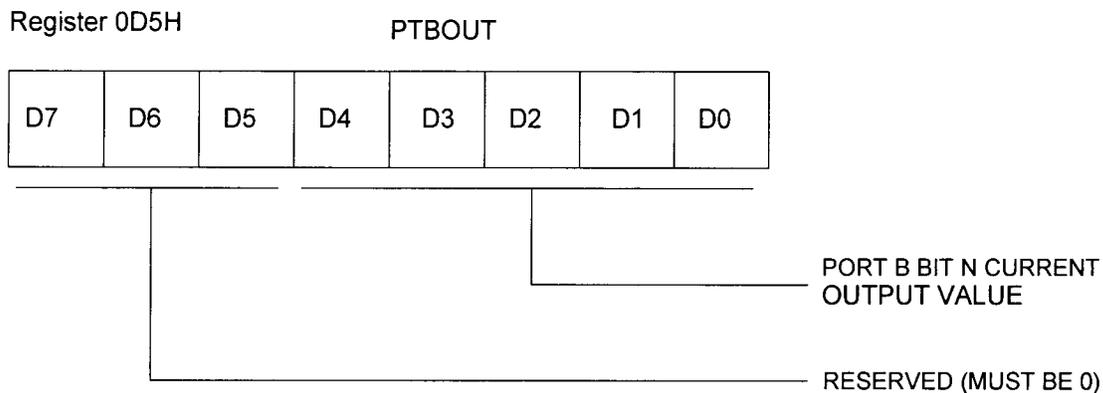 Register 0D5H
PTBOUT
D7 D6 D5 D4 D3 D2 D1 D0
PORT B BIT N CURRENT
OUTPUT VALUE
RESERVED (MUST BE 0)